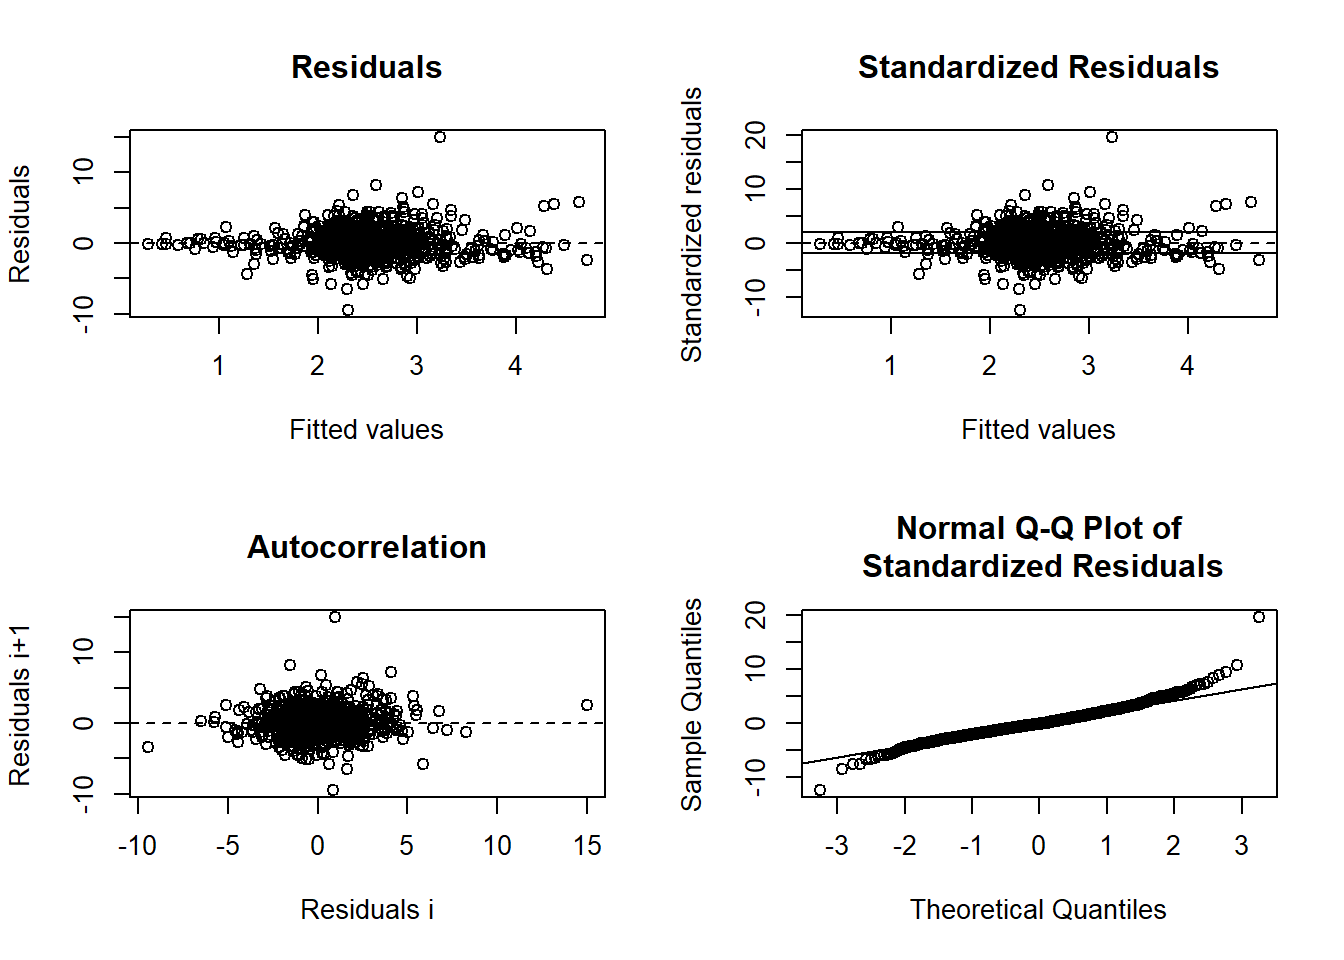 Residuals
Residuals
10
0
-10
1 2 3 4
Fitted values
Standardized Residuals
Standardized residuals
20
10
0
-10
1 2 3 4
Fitted values
Autocorrelation
Residuals i+1
10
0
-10
-10 -5 0 5 10 15
Residuals i
Normal Q-Q Plot of
Standardized Residuals
Sample Quantiles
20
10
0
-10
-3 -2 -1 0 1 2 3
Theoretical Quantiles